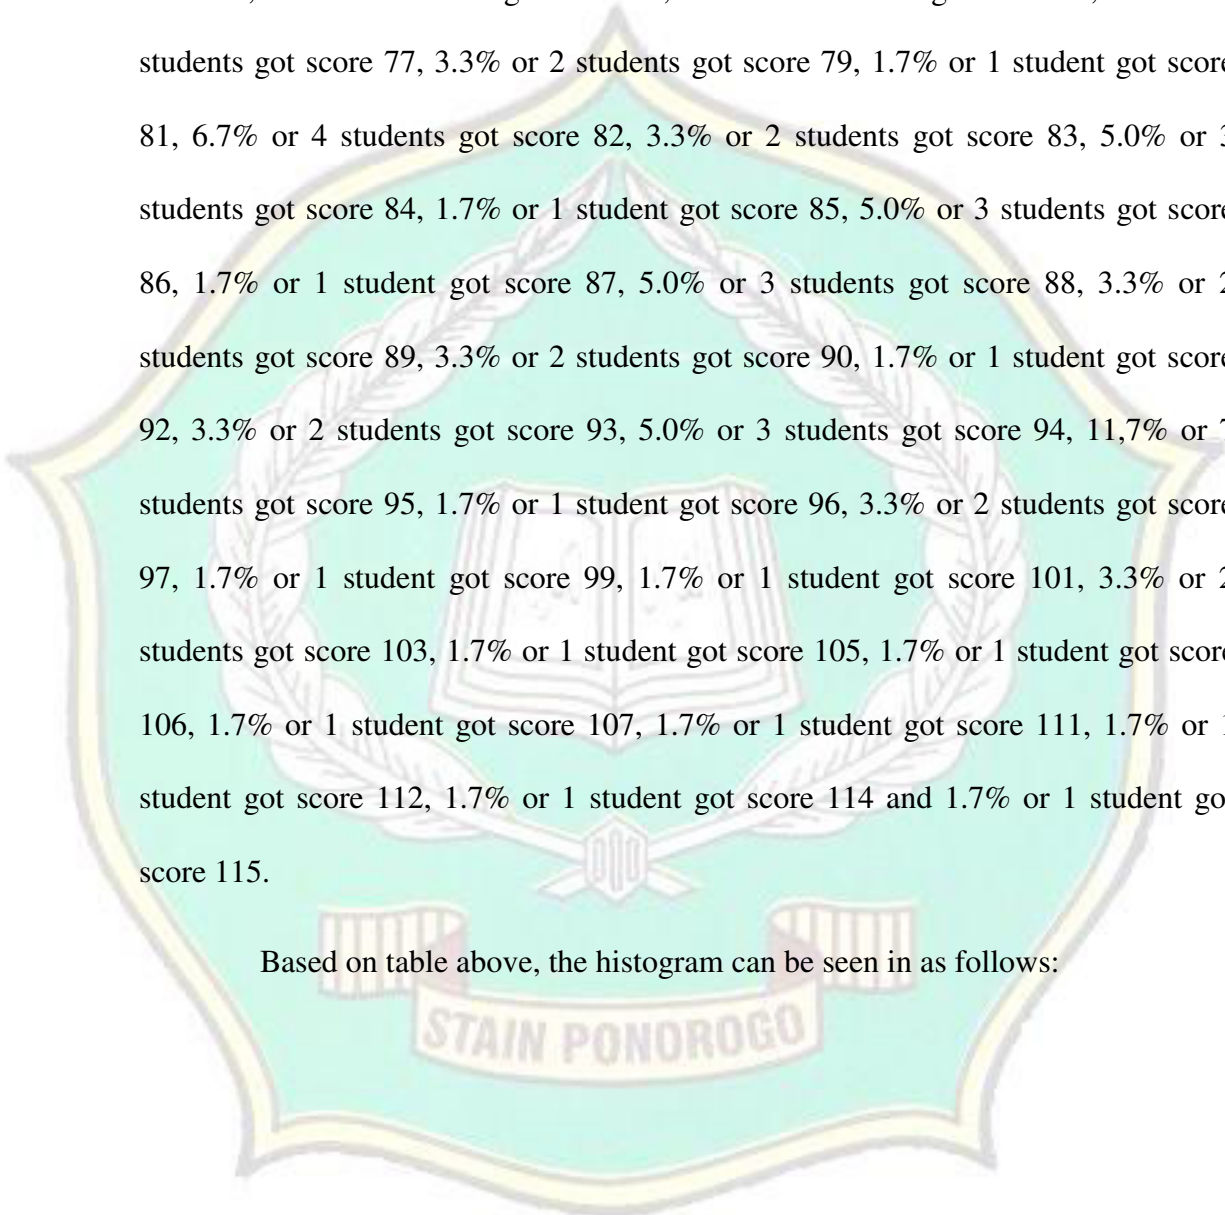 students got score 77, 3.3% or 2 students got score 79, 1.7% or 1 student got score
81, 6.7% or 4 students got score 82, 3.3% or 2 students got score 83, 5.0% or 3
students got score 84, 1.7% or 1 student got score 85, 5.0% or 3 students got score
86, 1.7% or 1 student got score 87, 5.0% or 3 students got score 88, 3.3% or 2
students got score 89, 3.3% or 2 students got score 90, 1.7% or 1 student got score
92, 3.3% or 2 students got score 93, 5.0% or 3 students got score 94, 11,7% or 7
students got score 95, 1.7% or 1 student got score 96, 3.3% or 2 students got score
97, 1.7% or 1 student got score 99, 1.7% or 1 student got score 101, 3.3% or 2
students got score 103, 1.7% or 1 student got score 105, 1.7% or 1 student got score
106, 1.7% or 1 student got score 107, 1.7% or 1 student got score 111, 1.7% or 1
student got score 112, 1.7% or 1 student got score 114 and 1.7% or 1 student go
score 115.
Based on table above, the histogram can be seen in as follows:
STAIN PONOROGO